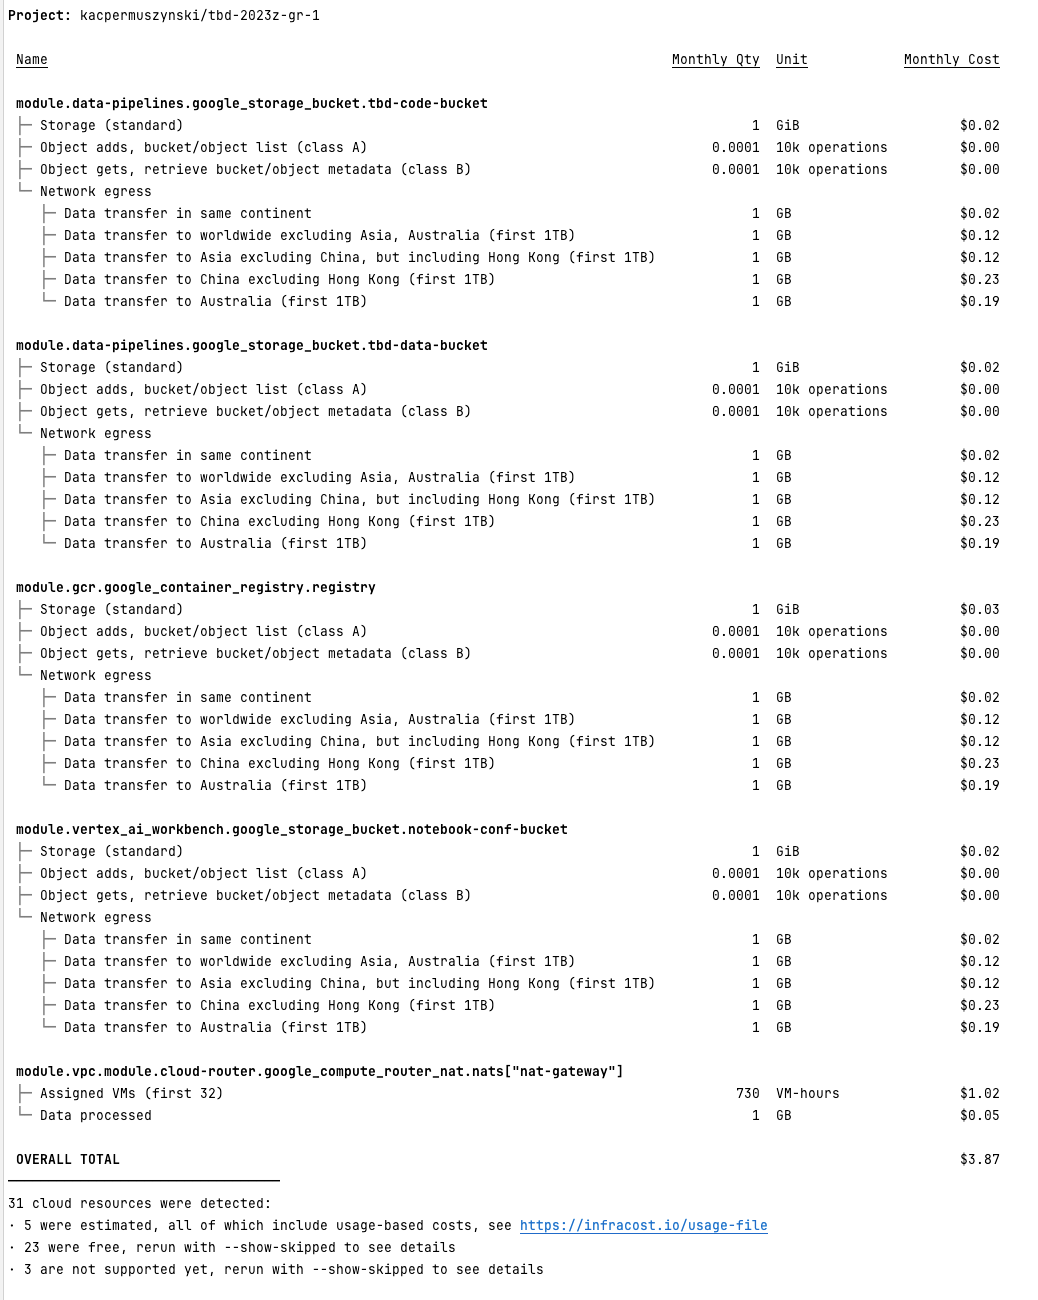 Project: kacpermuszynski/tbd-2023z-gr-1
Name Monthly Qty Unit Monthly Cost
module.data-pipelines.google_storage_bucket.tbd-code-bucket
├─ Storage (standard) 1 GiB $0.02
├─ Object adds, bucket/object list (class A) 0.0001 10k operations $0.00
├─ Object gets, retrieve bucket/object metadata (class B) 0.0001 10k operations $0.00
└─ Network egress
├─ Data transfer in same continent 1 GB $0.02
├─ Data transfer to worldwide excluding Asia, Australia (first 1TB) 1 GB $0.12
├─ Data transfer to Asia excluding China, but including Hong Kong (first 1TB) 1 GB $0.12
├─ Data transfer to China excluding Hong Kong (first 1TB) 1 GB $0.23
└─ Data transfer to Australia (first 1TB) 1 GB $0.19
module.data-pipelines.google_storage_bucket.tbd-data-bucket
├─ Storage (standard) 1 GiB $0.02
├─ Object adds, bucket/object list (class A) 0.0001 10k operations $0.00
├─ Object gets, retrieve bucket/object metadata (class B) 0.0001 10k operations $0.00
└─ Network egress
├─ Data transfer in same continent 1 GB $0.02
├─ Data transfer to worldwide excluding Asia, Australia (first 1TB) 1 GB $0.12
├─ Data transfer to Asia excluding China, but including Hong Kong (first 1TB) 1 GB $0.12
├─ Data transfer to China excluding Hong Kong (first 1TB) 1 GB $0.23
└─ Data transfer to Australia (first 1TB) 1 GB $0.19
module.gcr.google_container_registry.registry
├─ Storage (standard) 1 GiB $0.03
├─ Object adds, bucket/object list (class A) 0.0001 10k operations $0.00
├─ Object gets, retrieve bucket/object metadata (class B) 0.0001 10k operations $0.00
└─ Network egress
├─ Data transfer in same continent 1 GB $0.02
├─ Data transfer to worldwide excluding Asia, Australia (first 1TB) 1 GB $0.12
├─ Data transfer to Asia excluding China, but including Hong Kong (first 1TB) 1 GB $0.12
├─ Data transfer to China excluding Hong Kong (first 1TB) 1 GB $0.23
└─ Data transfer to Australia (first 1TB) 1 GB $0.19
module.vertex_ai_workbench.google_storage_bucket.notebook-conf-bucket
├─ Storage (standard) 1 GiB $0.02
├─ Object adds, bucket/object list (class A) 0.0001 10k operations $0.00
├─ Object gets, retrieve bucket/object metadata (class B) 0.0001 10k operations $0.00
└─ Network egress
├─ Data transfer in same continent 1 GB $0.02
├─ Data transfer to worldwide excluding Asia, Australia (first 1TB) 1 GB $0.12
├─ Data transfer to Asia excluding China, but including Hong Kong (first 1TB) 1 GB $0.12
├─ Data transfer to China excluding Hong Kong (first 1TB) 1 GB $0.23
└─ Data transfer to Australia (first 1TB) 1 GB $0.19
module.vpc.module.cloud-router.google_compute_router_nat.nats["nat-gateway"]
├─ Assigned VMs (first 32) 730 VM-hours $1.02
└─ Data processed 1 GB $0.05
OVERALL TOTAL $3.87
31 cloud resources were detected:
· 5 were estimated, all of which include usage-based costs, see https://infracost.io/usage-file
· 23 were free, rerun with --show-skipped to see details
· 3 are not supported yet, rerun with --show-skipped to see details